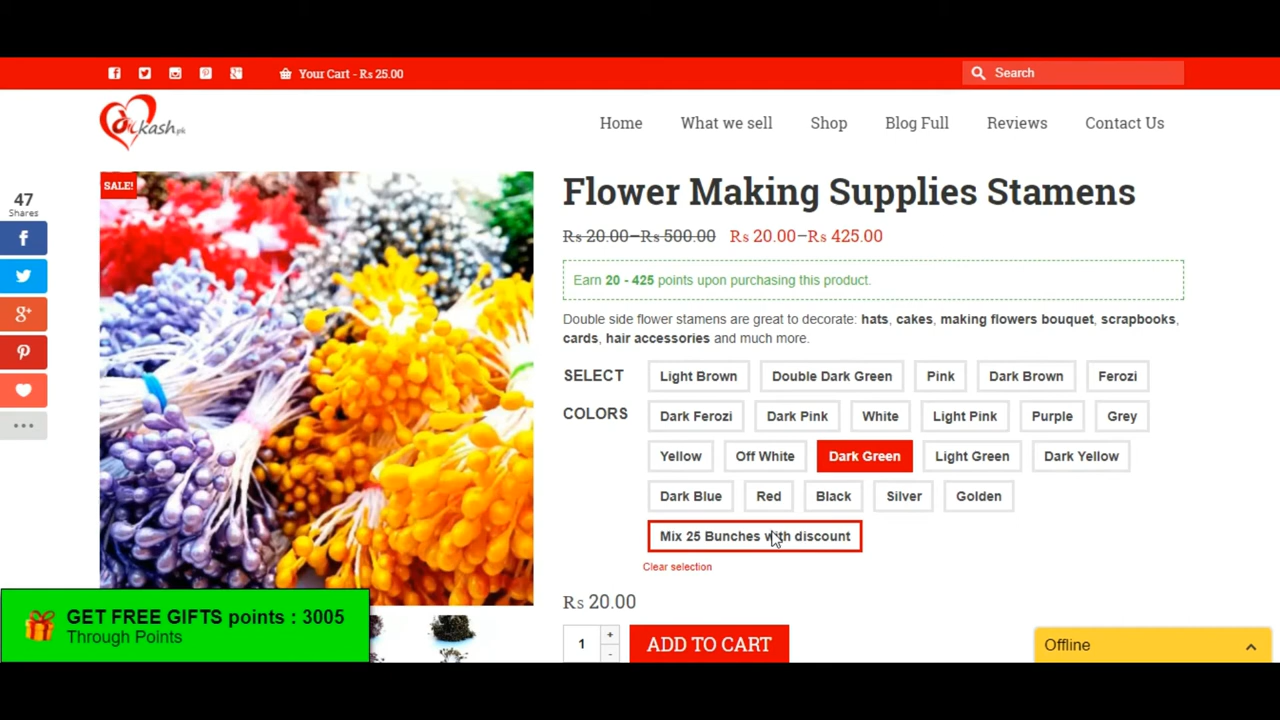 Your Cart - Rs 25.00
Search
dilkash.pk
Home What we sell Shop Blog Full Reviews Contact Us
47
Shares
SALE!
Flower Making Supplies Stamens
Rs 20.00–Rs 500.00 Rs 20.00–Rs 425.00
Earn 20 - 425 points upon purchasing this product.
Double side flower stamens are great to decorate: hats, cakes, making flowers bouquet, scrapbooks,
cards, hair accessories and much more.
SELECT
COLORS
Light Brown Double Dark Green Pink Dark Brown Ferozi
Dark Ferozi Dark Pink White Light Pink Purple Grey
Yellow Off White Dark Green Light Green Dark Yellow
Dark Blue Red Black Silver Golden
Mix 25 Bunches with discount
Clear selection
Rs 20.00
1 + -
ADD TO CART
GET FREE GIFTS points : 3005
Through Points
Offline